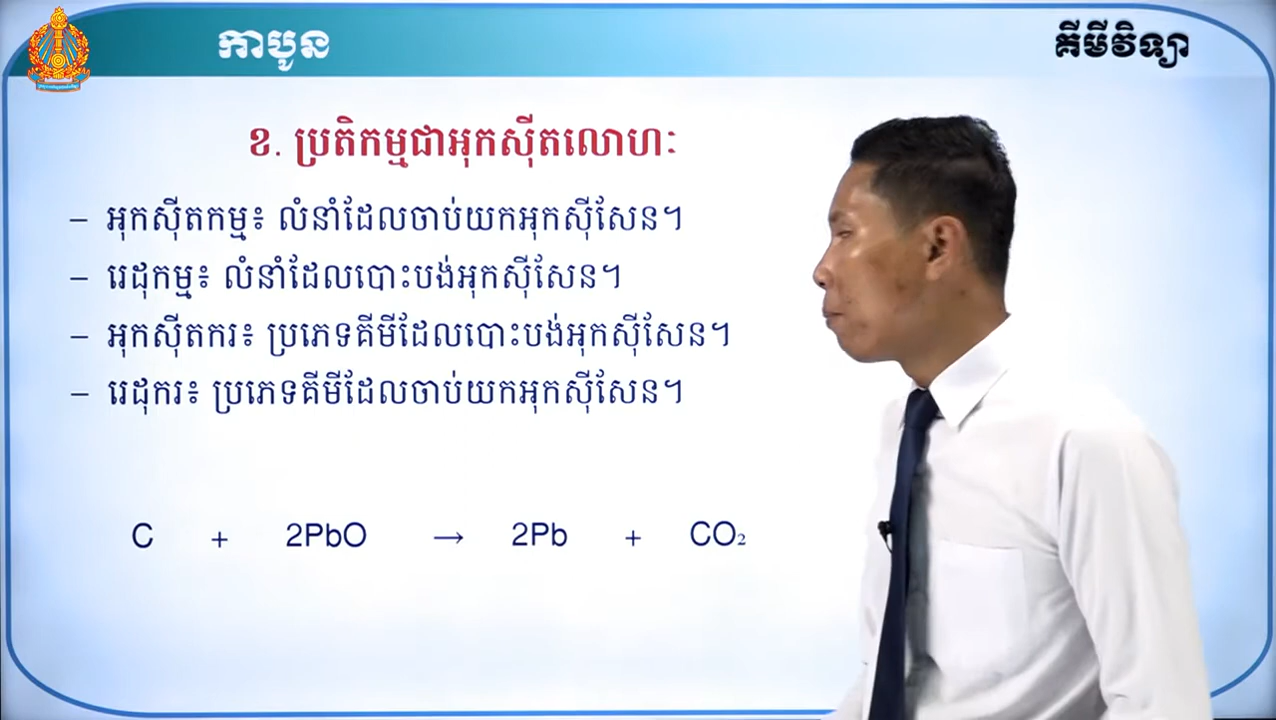 កាបូន
គីមីវិទ្យា
ខ. ប្រតិកម្មជាអុកស៊ីតលោហៈ
– អុកស៊ីតកម្ម៖ លំនាំដែលចាប់យកអុកស៊ីសែន។
– រេដុកម្ម៖ លំនាំដែលបោះបង់អុកស៊ីសែន។
– អុកស៊ីតករ៖ ប្រភេទគីមីដែលបោះបង់អុកស៊ីសែន។
– រេដុករ៖ ប្រភេទគីមីដែលចាប់យកអុកស៊ីសែន។
C + 2PbO → 2Pb + CO₂